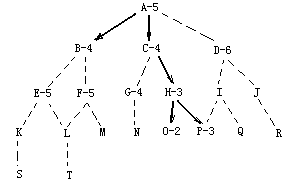 A-5
B-4 C-4 D-6
E-5 F-5 G-4 H-3 I J
K L M N O-2 P-3 Q R
S T